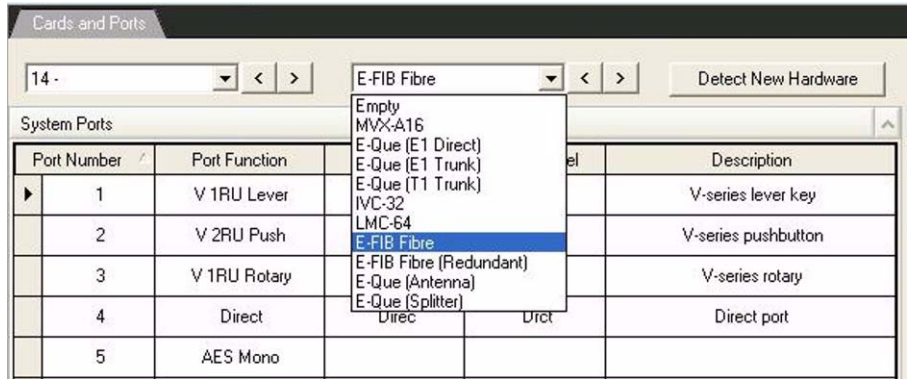 Cards and Ports
14 -
<
>
E-FIB Fibre
<
>
Detect New Hardware
System Ports
Empty
MVX-A16
E-Que (E1 Direct)
E-Que (E1 Trunk)
E-Que (T1 Trunk)
IVC-32
LMC-64
E-FIB Fibre
E-FIB Fibre (Redundant)
E-Que (Antenna)
E-Que (Splitter)
Port Number Port Function Description
1 V 1RU Lever V-series lever key
2 V 2RU Push V-series pushbutton
3 V 1RU Rotary V-series rotary
4 Direct Direc Drct Direct port
5 AES Mono